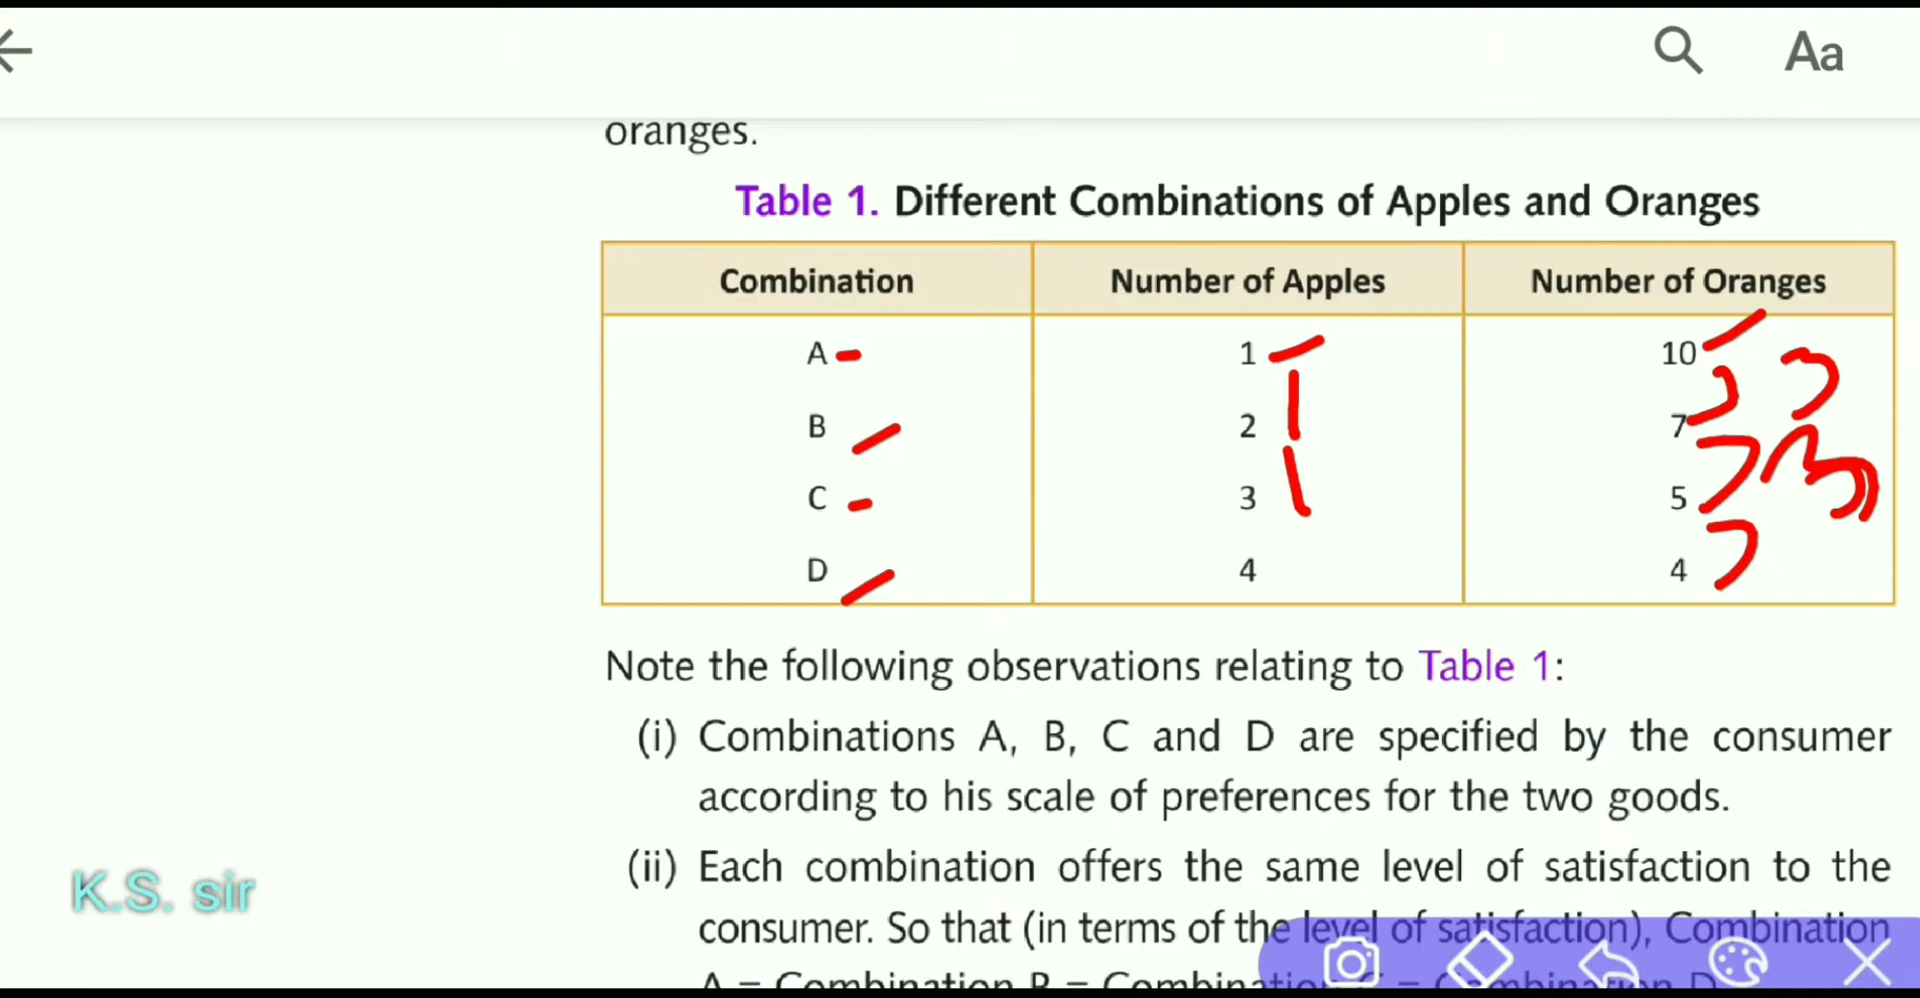 Aa
oranges.
Table 1. Different Combinations of Apples and Oranges
Combination Number of Apples Number of Oranges
A 1 10
B 2 7
C 3 5
D 4 4
Note the following observations relating to Table 1:
(i) Combinations A, B, C and D are specified by the consumer
according to his scale of preferences for the two goods.
(ii) Each combination offers the same level of satisfaction to the
consumer. So that (in terms of the level of satisfaction), Combination
A = Combination B = Combination C = Combination D
K.S. sir